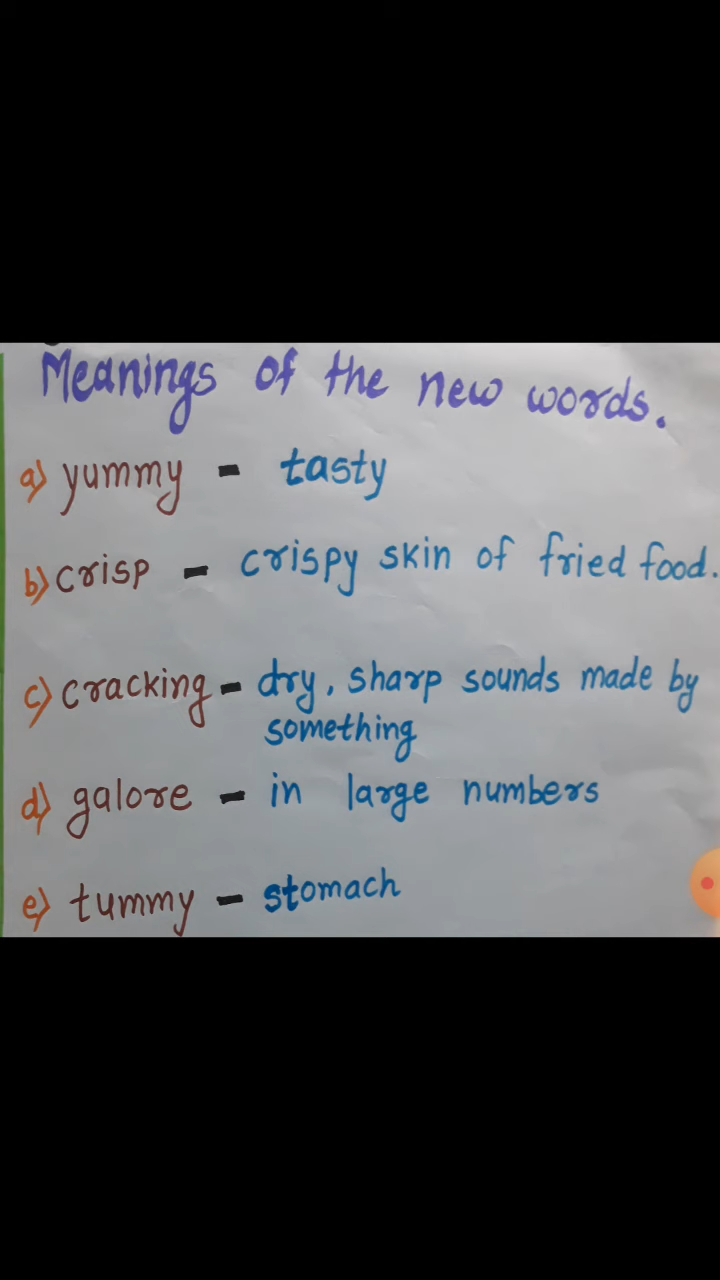 Meanings of the new words.
a) yummy - tasty
b) crisp - crispy skin of fried food.
c) cracking - dry, sharp sounds made by
something
d) galore - in large numbers
e) tummy - stomach